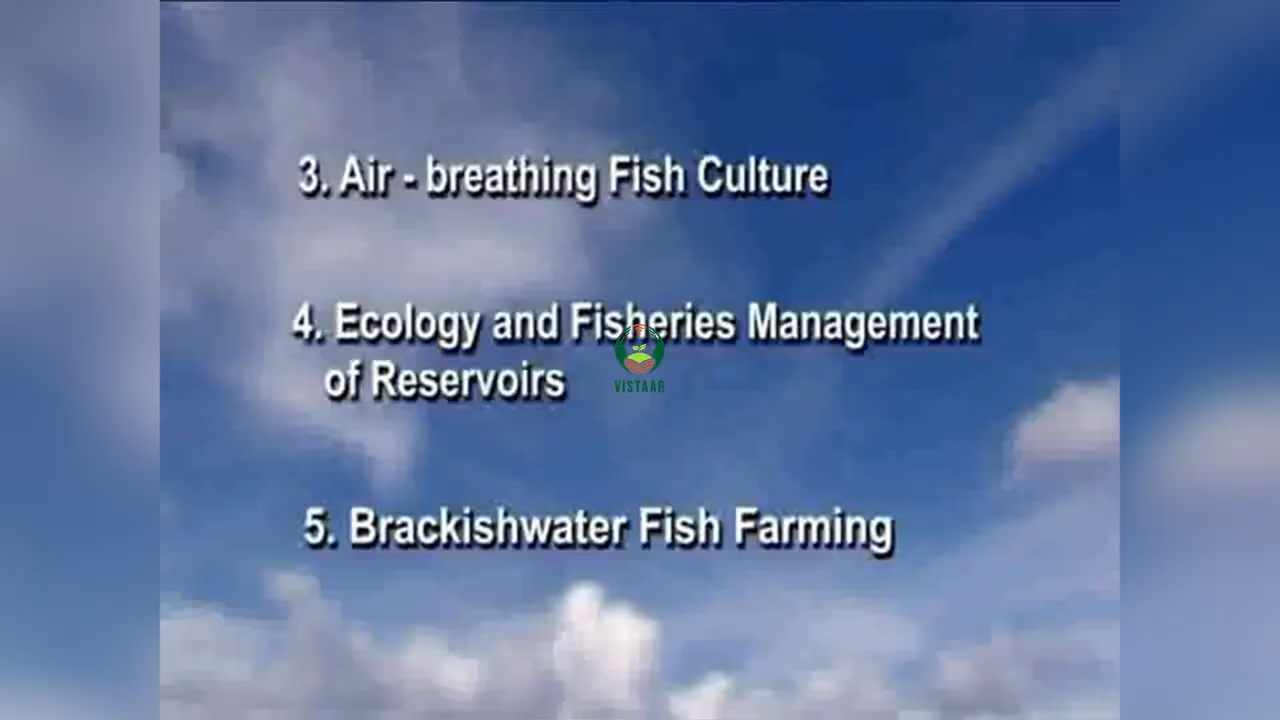 3. Air - breathing Fish Culture
4. Ecology and Fisheries Management
of Reservoirs
VISTAAR
5. Brackishwater Fish Farming